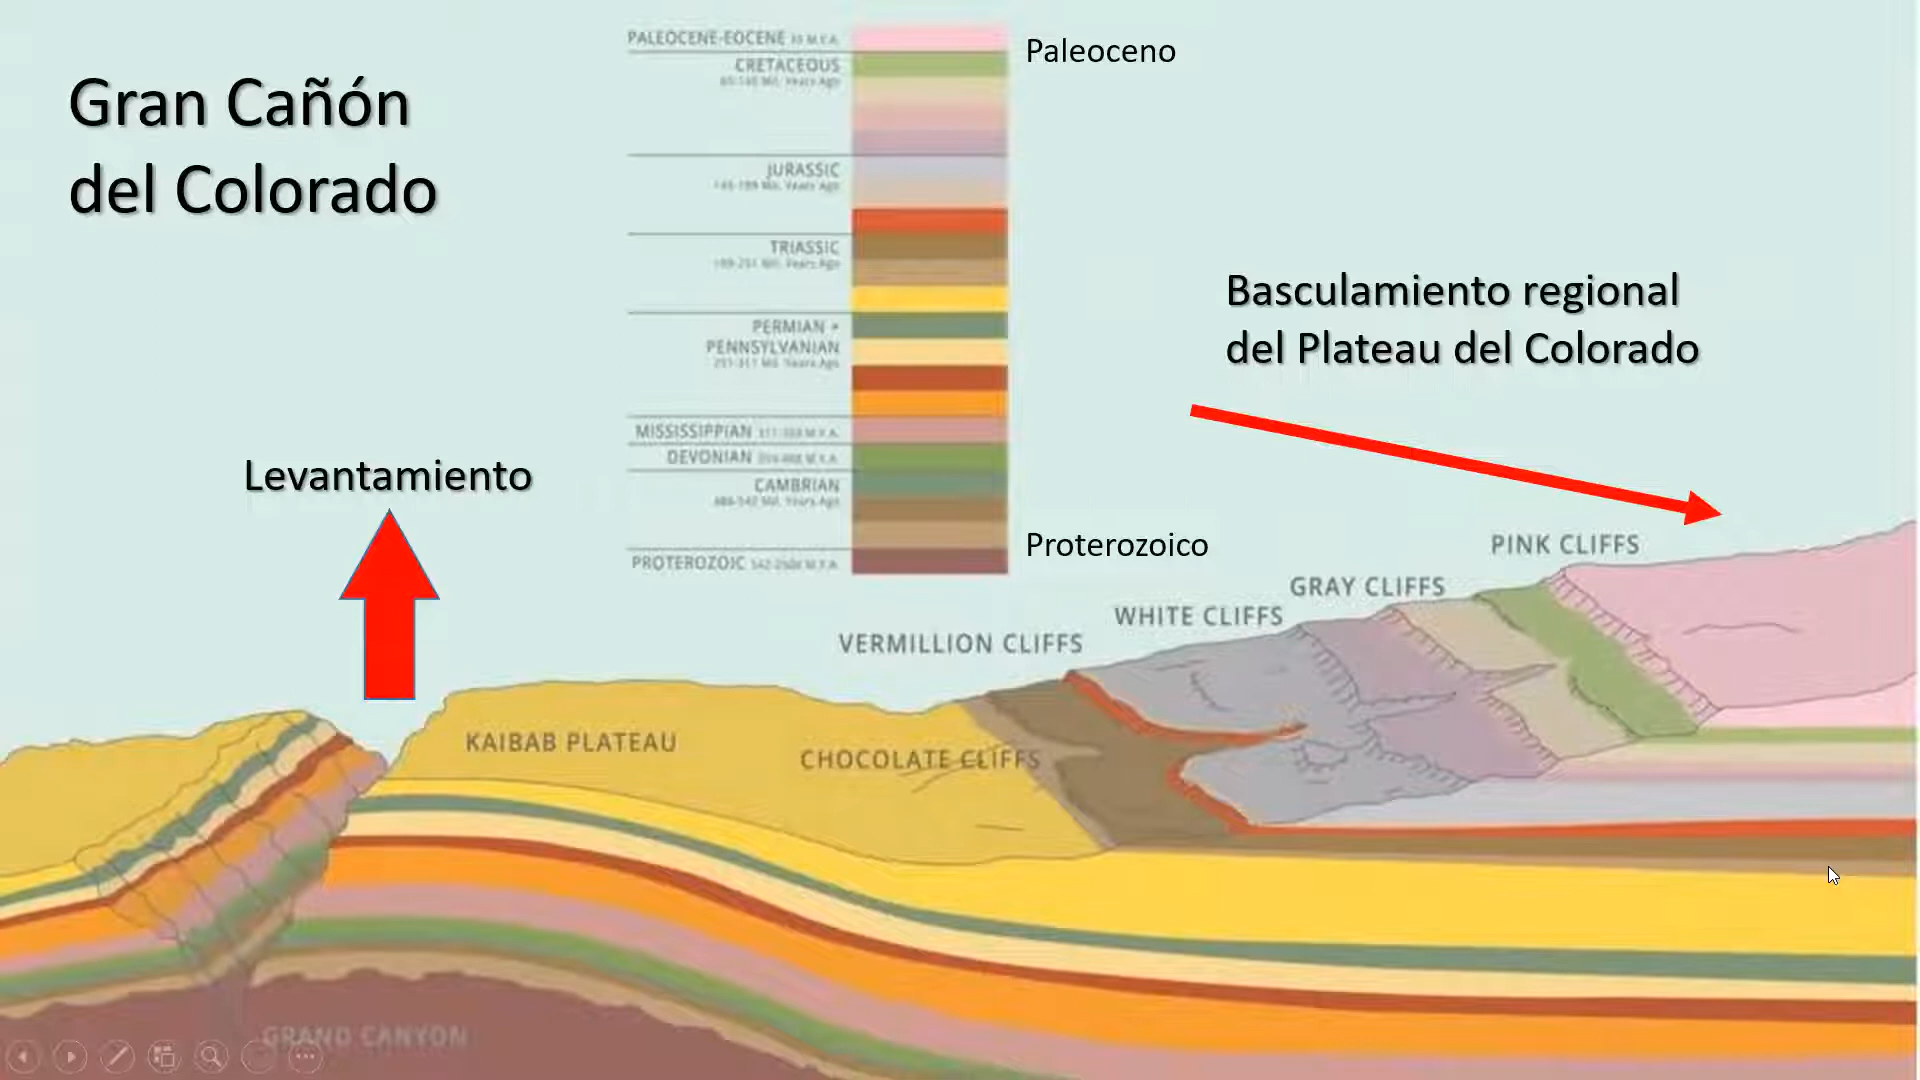 Gran Cañón
del Colorado
PALEOCENE-EOCENE
CRETACEOUS
JURASSIC
TRIASSIC
PERMIAN +
PENNSYLVANIAN
MISSISSIPPIAN
DEVONIAN
CAMBRIAN
PROTEROZOIC
Paleoceno
Proterozoico
Basculamiento regional
del Plateau del Colorado
Levantamiento
PINK CLIFFS
GRAY CLIFFS
WHITE CLIFFS
VERMILLION CLIFFS
KAIBAB PLATEAU
CHOCOLATE CLIFFS
GRAND CANYON